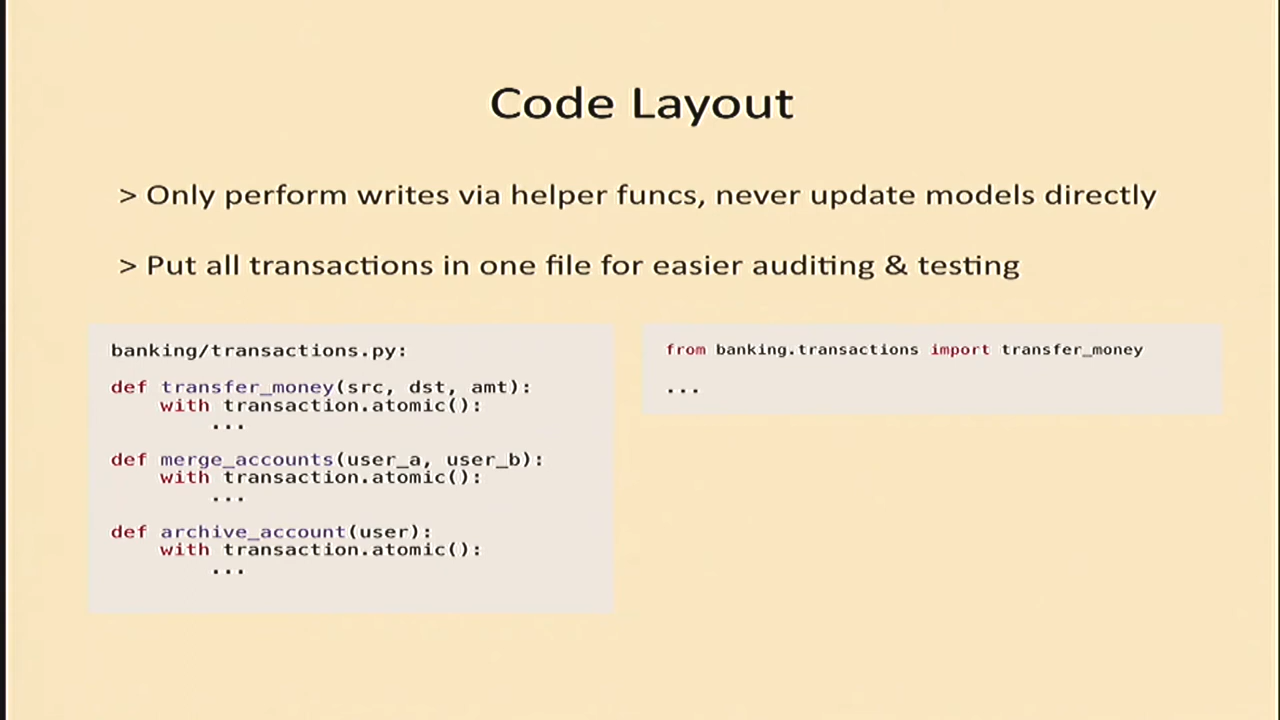 Code Layout
> Only perform writes via helper funcs, never update models directly
> Put all transactions in one file for easier auditing & testing
banking/transactions.py:
def transfer_money(src, dst, amt):
    with transaction.atomic():
        ...
def merge_accounts(user_a, user_b):
    with transaction.atomic():
        ...
def archive_account(user):
    with transaction.atomic():
        ...
from banking.transactions import transfer_money
...